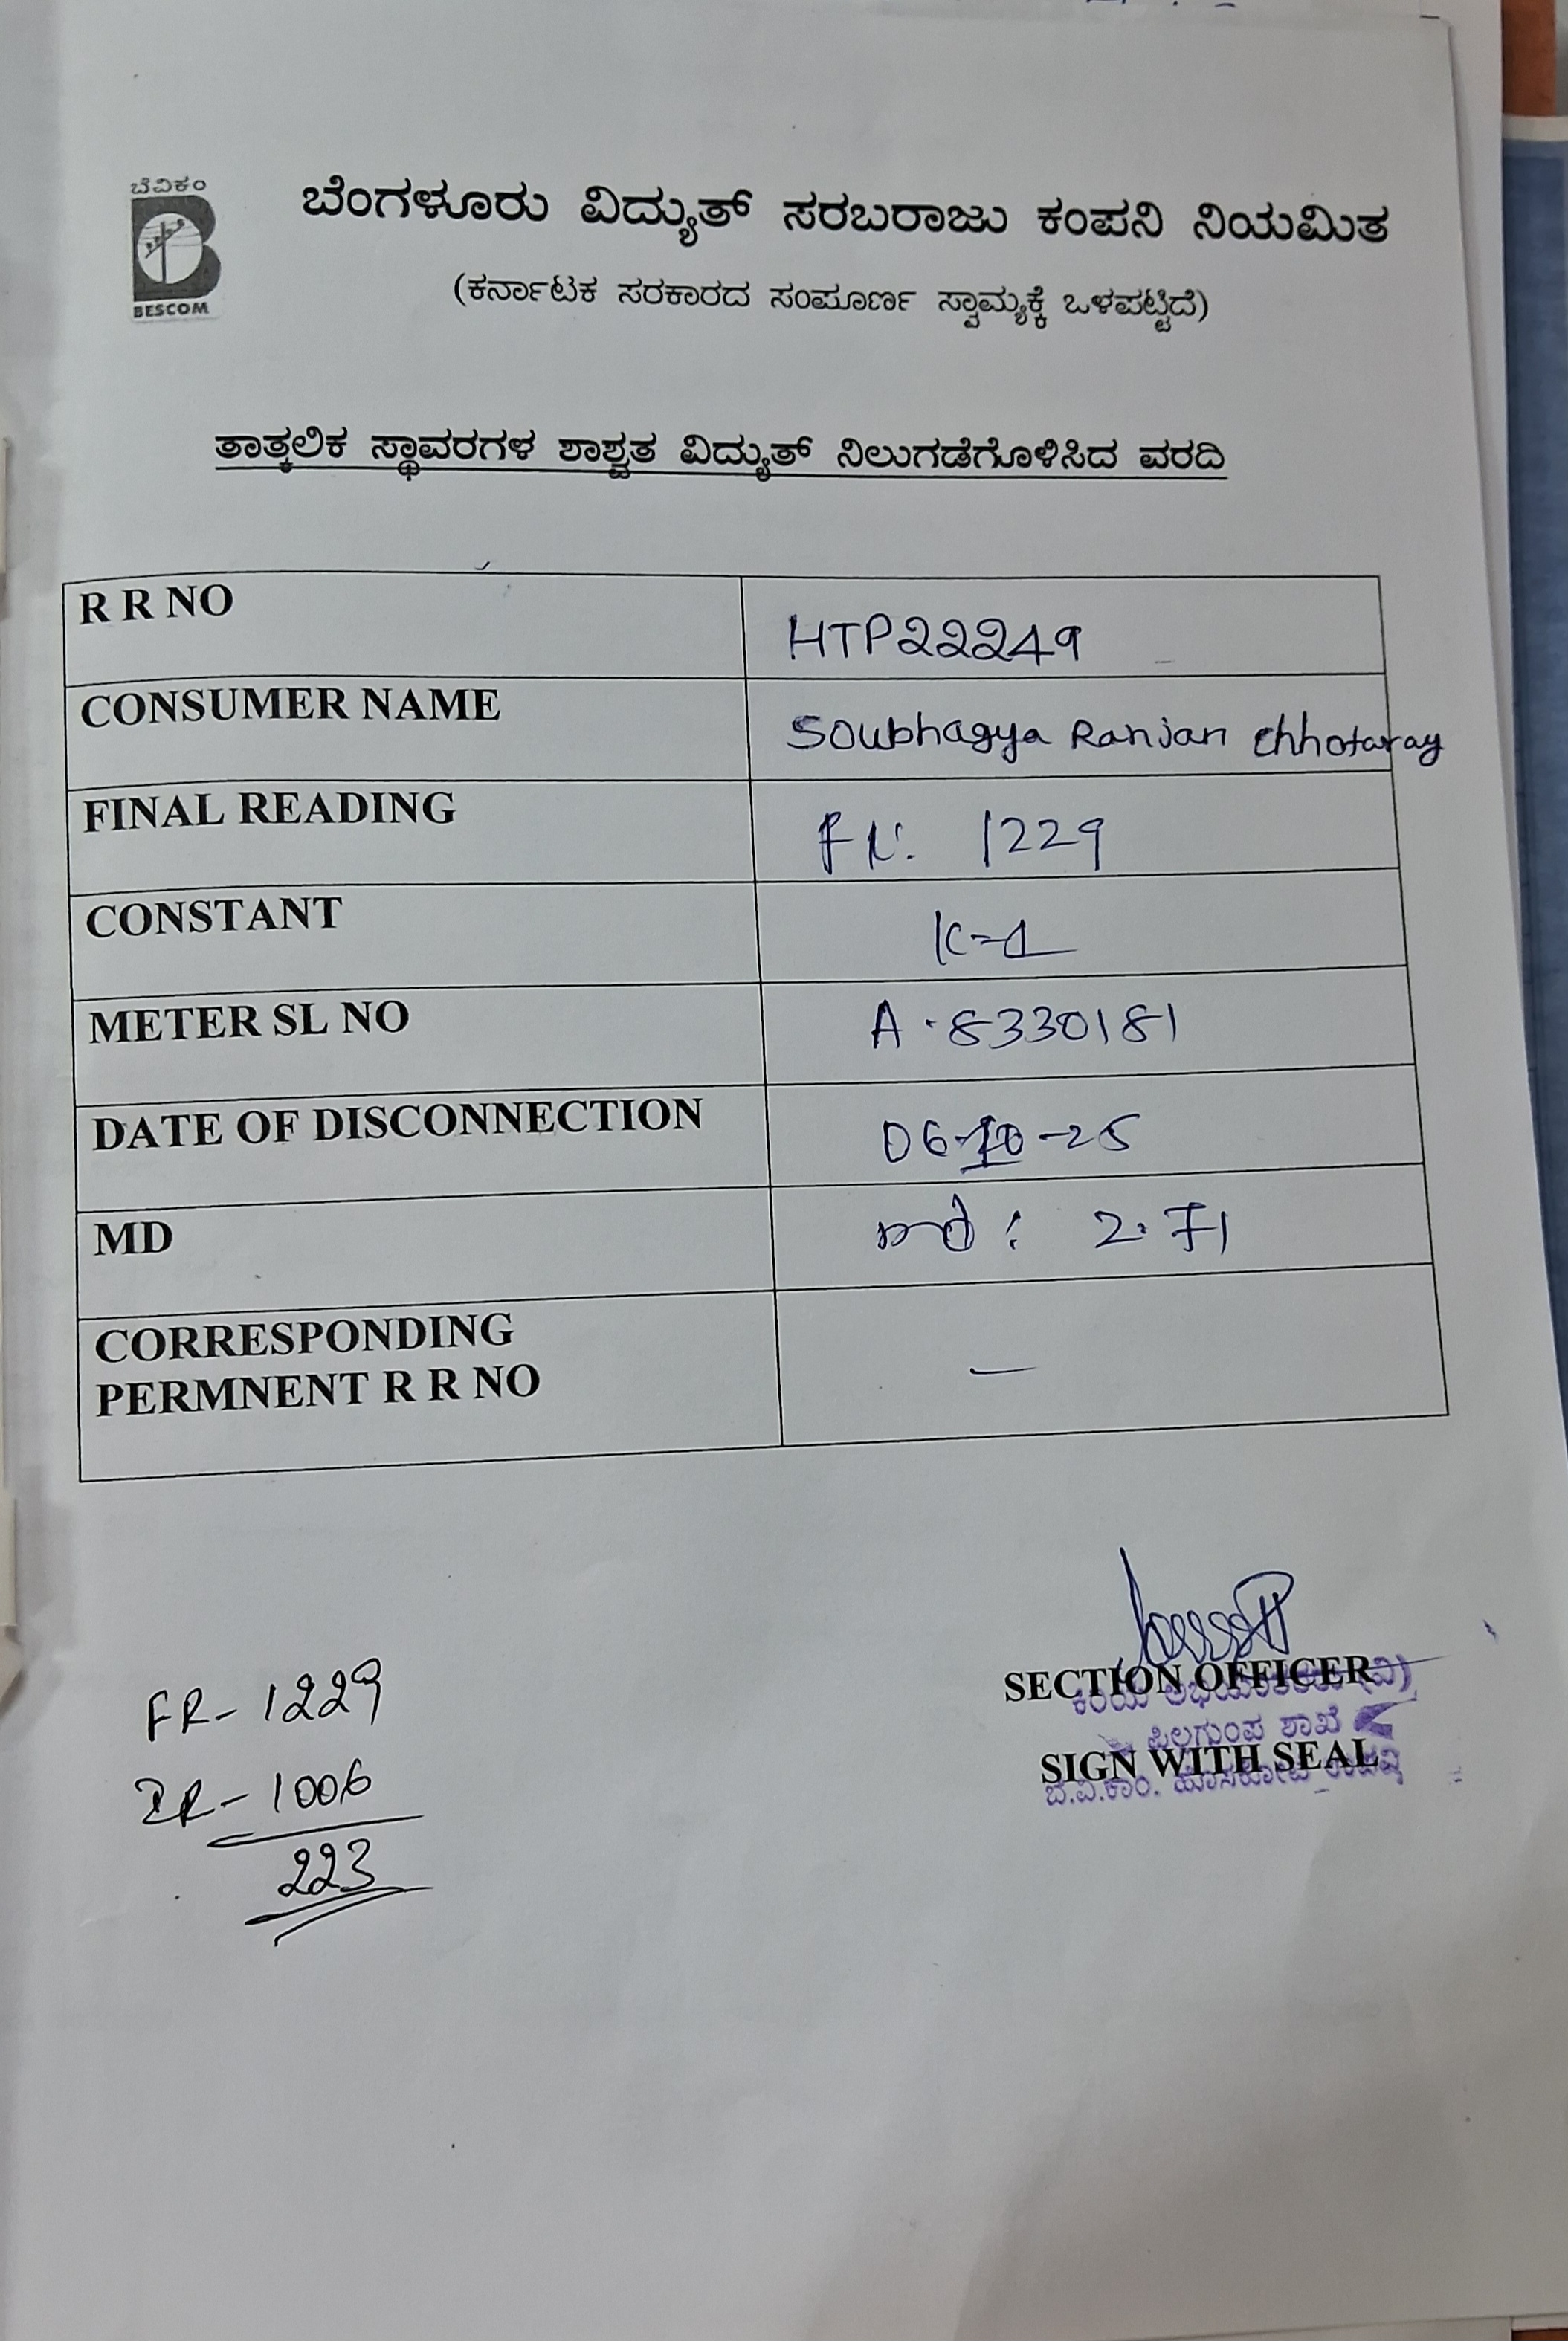 ಬೆವಿಕಂ
BESCOM
ಬೆಂಗಳೂರು ವಿದ್ಯುತ್ ಸರಬರಾಜು ಕಂಪನಿ ನಿಯಮಿತ
(ಕರ್ನಾಟಕ ಸರಕಾರದ ಸಂಪೂರ್ಣ ಸ್ವಾಮ್ಯಕ್ಕೆ ಒಳಪಟ್ಟಿದೆ)
ತಾತ್ಕಲಿಕ ಸ್ಥಾವರಗಳ ಶಾಶ್ವತ ವಿದ್ಯುತ್ ನಿಲುಗಡೆಗೊಳಿಸಿದ ವರದಿ
R R NO HTP22249
CONSUMER NAME Soubhagya Ranjan Chhotaray
FINAL READING 1229
CONSTANT K=1
METER SL NO A.8330181
DATE OF DISCONNECTION 06-10-25
MD md: 2.71
CORRESPONDING
PERMNENT R R NO —
SECTION OFFICER
ಪಿಲ್ಲಗುಂಪ ಶಾಖೆ
SIGN WITH SEAL
ಬೆ.ವಿ.ಕಂ.
FR- 1229
IR- 1006
223